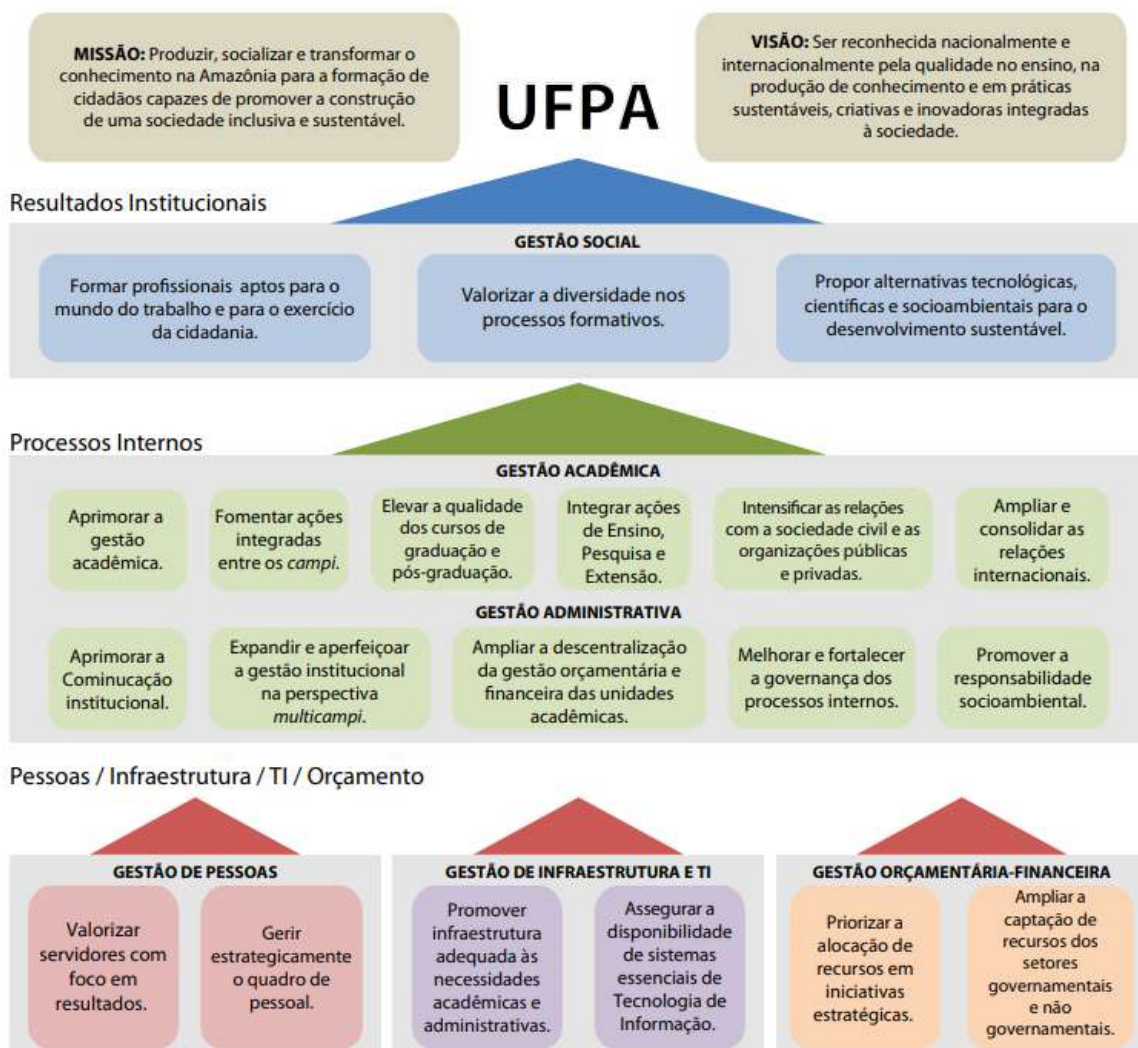 MISSÃO: Produzir, socializar e transformar o
conhecimento na Amazônia para a formação de
cidadãos capazes de promover a construção
de uma sociedade inclusiva e sustentável.
UFPA
VISÃO: Ser reconhecida nacionalmente e
internacionalmente pela qualidade no ensino, na
produção de conhecimento e em práticas
sustentáveis, criativas e inovadoras integradas
à sociedade.
Resultados Institucionais
GESTÃO SOCIAL
Formar profissionais aptos para o
mundo do trabalho e para o exercício
da cidadania.
Valorizar a diversidade nos
processos formativos.
Propor alternativas tecnológicas,
científicas e socioambientais para o
desenvolvimento sustentável.
Processos Internos
GESTÃO ACADÊMICA
Aprimorar a
gestão
acadêmica.
Fomentar ações
integradas
entre os campi.
Elevar a qualidade
dos cursos de
graduação e
pós-graduação.
Integrar ações
de Ensino,
Pesquisa e
Extensão.
Intensificar as relações
com a sociedade civil e as
organizações públicas
e privadas.
Ampliar e
consolidar as
relações
internacionais.
GESTÃO ADMINISTRATIVA
Aprimorar a
Cominucação
institucional.
Expandir e aperfeiçoar
a gestão institucional
na perspectiva
multicampi.
Ampliar a descentralização
da gestão orçamentária e
financeira das unidades
acadêmicas.
Melhorar e fortalecer
a governança dos
processos internos.
Promover a
responsabilidade
socioambiental.
Pessoas / Infraestrutura / TI / Orçamento
GESTÃO DE PESSOAS
Valorizar
servidores com
foco em
resultados.
Gerir
estrategicamente
o quadro de
pessoal.
GESTÃO DE INFRAESTRUTURA E TI
Promover
infraestrutura
adequada às
necessidades
acadêmicas e
administrativas.
Assegurar a
disponibilidade
de sistemas
essenciais de
Tecnologia de
Informação.
GESTÃO ORÇAMENTÁRIA-FINANCEIRA
Priorizar a
alocação de
recursos em
iniciativas
estratégicas.
Ampliar a
captação de
recursos dos
setores
governamentais
e não
governamentais.